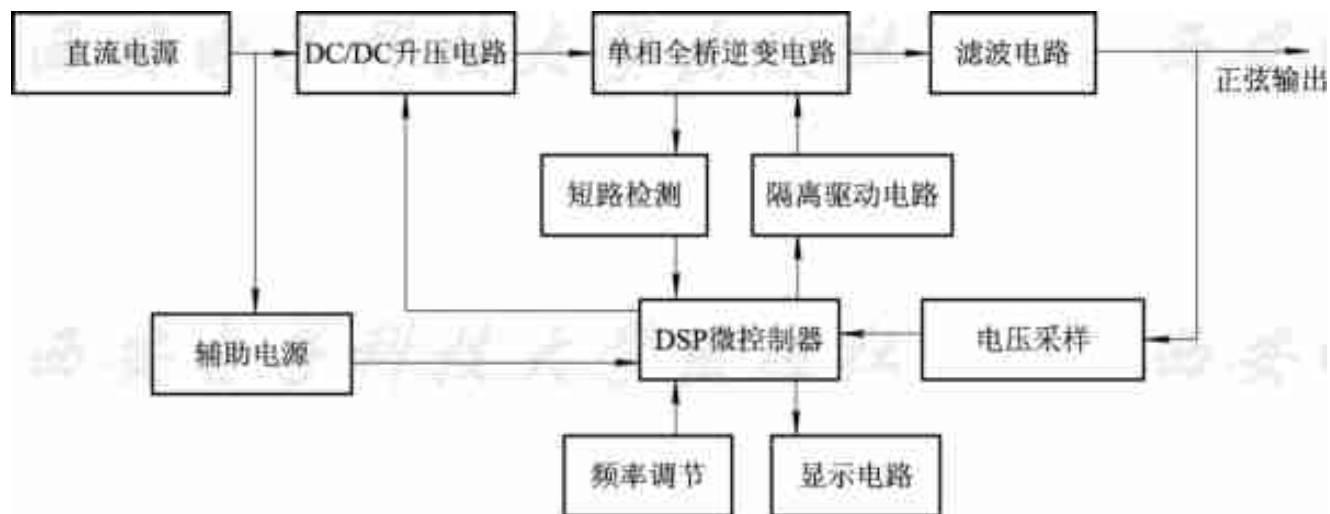 直流电源
DC/DC升压电路
单相全桥逆变电路
滤波电路
正弦输出
短路检测
隔离驱动电路
辅助电源
DSP微控制器
电压采样
频率调节
显示电路